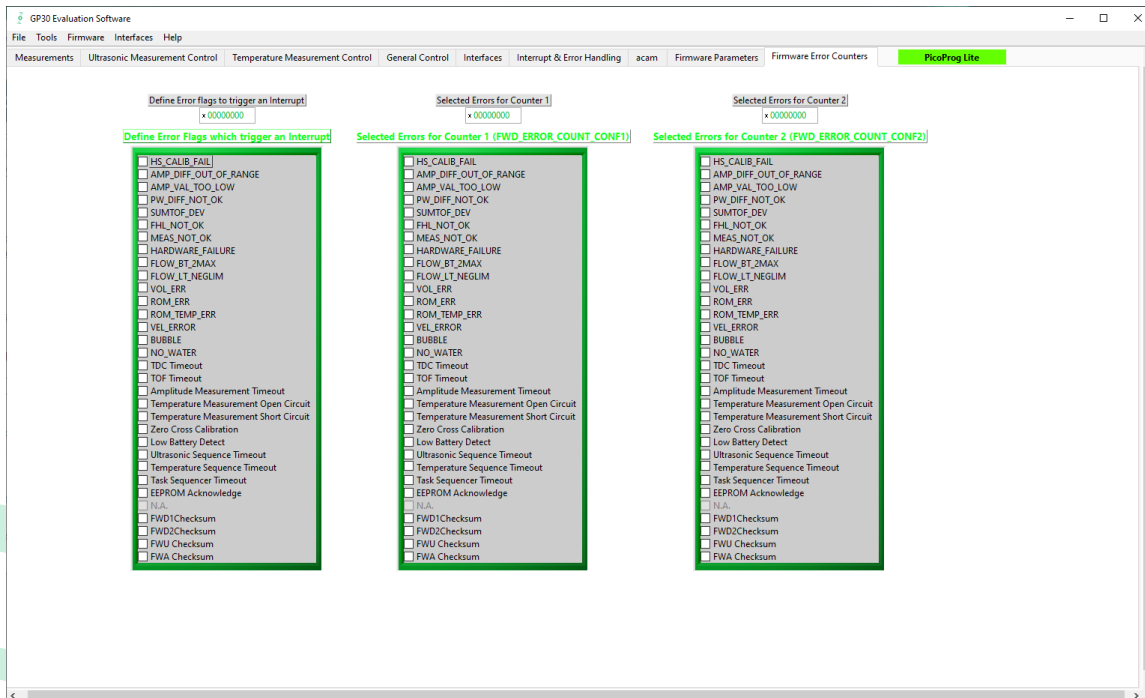 GP30 Evaluation Software
File Tools Firmware Interfaces Help
Measurements Ultrasonic Measurement Control Temperature Measurement Control General Control Interfaces Interrupt & Error Handling acam Firmware Parameters Firmware Error Counters PicoProg Lite
Define Error flags to trigger an Interrupt
x 00000000
Define Error Flags which trigger an Interrupt
HS_CALIB_FAIL
AMP_DIFF_OUT_OF_RANGE
AMP_VAL_TOO_LOW
PW_DIFF_NOT_OK
SUMTOF_DEV
FHL_NOT_OK
MEAS_NOT_OK
HARDWARE_FAILURE
FLOW_BT_2MAX
FLOW_LT_NEGLIM
VOL_ERR
ROM_ERR
ROM_TEMP_ERR
VEL_ERROR
BUBBLE
NO_WATER
TDC Timeout
TOF Timeout
Amplitude Measurement Timeout
Temperature Measurement Open Circuit
Temperature Measurement Short Circuit
Zero Cross Calibration
Low Battery Detect
Ultrasonic Sequence Timeout
Temperature Sequence Timeout
Task Sequencer Timeout
EEPROM Acknowledge
N.A.
FWD1Checksum
FWD2Checksum
FWU Checksum
FWA Checksum
Selected Errors for Counter 1
x 00000000
Selected Errors for Counter 1 (FWD_ERROR_COUNT_CONF1)
HS_CALIB_FAIL
AMP_DIFF_OUT_OF_RANGE
AMP_VAL_TOO_LOW
PW_DIFF_NOT_OK
SUMTOF_DEV
FHL_NOT_OK
MEAS_NOT_OK
HARDWARE_FAILURE
FLOW_BT_2MAX
FLOW_LT_NEGLIM
VOL_ERR
ROM_ERR
ROM_TEMP_ERR
VEL_ERROR
BUBBLE
NO_WATER
TDC Timeout
TOF Timeout
Amplitude Measurement Timeout
Temperature Measurement Open Circuit
Temperature Measurement Short Circuit
Zero Cross Calibration
Low Battery Detect
Ultrasonic Sequence Timeout
Temperature Sequence Timeout
Task Sequencer Timeout
EEPROM Acknowledge
N.A.
FWD1Checksum
FWD2Checksum
FWU Checksum
FWA Checksum
Selected Errors for Counter 2
x 00000000
Selected Errors for Counter 2 (FWD_ERROR_COUNT_CONF2)
HS_CALIB_FAIL
AMP_DIFF_OUT_OF_RANGE
AMP_VAL_TOO_LOW
PW_DIFF_NOT_OK
SUMTOF_DEV
FHL_NOT_OK
MEAS_NOT_OK
HARDWARE_FAILURE
FLOW_BT_2MAX
FLOW_LT_NEGLIM
VOL_ERR
ROM_ERR
ROM_TEMP_ERR
VEL_ERROR
BUBBLE
NO_WATER
TDC Timeout
TOF Timeout
Amplitude Measurement Timeout
Temperature Measurement Open Circuit
Temperature Measurement Short Circuit
Zero Cross Calibration
Low Battery Detect
Ultrasonic Sequence Timeout
Temperature Sequence Timeout
Task Sequencer Timeout
EEPROM Acknowledge
N.A.
FWD1Checksum
FWD2Checksum
FWU Checksum
FWA Checksum